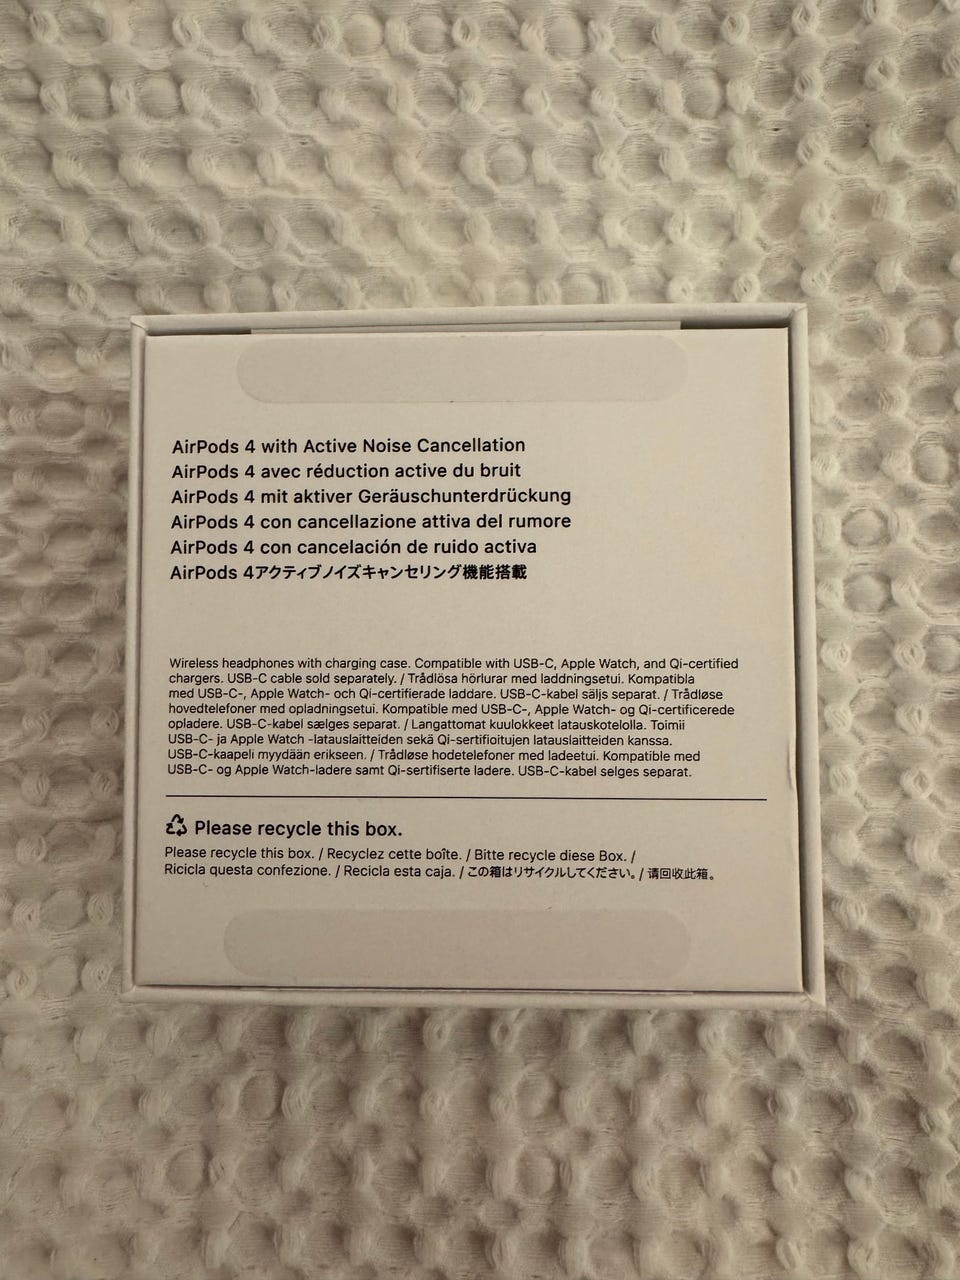 AirPods 4 with Active Noise Cancellation
AirPods 4 avec réduction active du bruit
AirPods 4 mit aktiver Geräuschunterdrückung
AirPods 4 con cancellazione attiva del rumore
AirPods 4 con cancelación de ruido activa
AirPods 4アクティブノイズキャンセリング機能搭載
Wireless headphones with charging case. Compatible with USB-C, Apple Watch, and Qi-certified
chargers. USB-C cable sold separately. / Trådlösa hörlurar med laddningsetui. Kompatibla
med USB-C-, Apple Watch- och Qi-certifierade laddare. USB-C-kabel säljs separat. / Trådløse
hovedtelefoner med opladningsetui. Kompatible med USB-C-, Apple Watch- og Qi-certificerede
opladere. USB-C-kabel sælges separat. / Langattomat kuulokkeet latauskotelolla. Toimii
USB-C- ja Apple Watch -latauslaitteiden sekä Qi-sertifioitujen latauslaitteiden kanssa.
USB-C-kaapeli myydään erikseen. / Trådløse hodetelefoner med ladeetui. Kompatible med
USB-C- og Apple Watch-ladere samt Qi-sertifiserte ladere. USB-C-kabel selges separat.
Please recycle this box.
Please recycle this box. / Recyclez cette boîte. / Bitte recycle diese Box. /
Ricicla questa confezione. / Recicla esta caja. / この箱はリサイクルしてください。/ 请回收此箱。